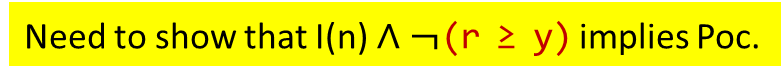 Need to show that I(n) ∧ ¬(r ≥ y) implies Poc.